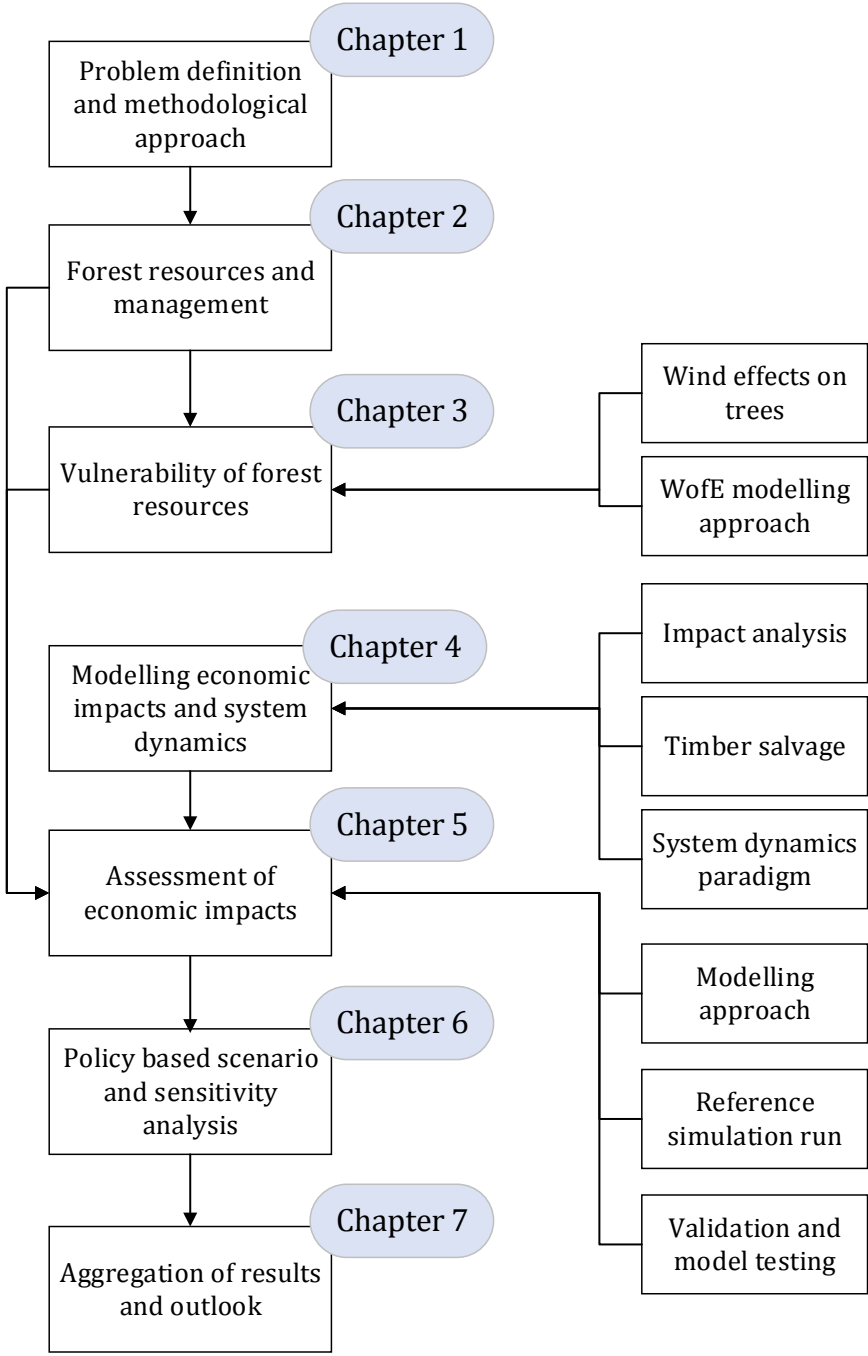 Chapter 1
Problem definition
and methodological
approach
Chapter 2
Forest resources and
management
Chapter 3
Vulnerability of forest
resources
Wind effects on
trees
WofE modelling
approach
Chapter 4
Modelling economic
impacts and system
dynamics
Impact analysis
Timber salvage
System dynamics
paradigm
Chapter 5
Assessment of
economic impacts
Modelling
approach
Reference
simulation run
Validation and
model testing
Chapter 6
Policy based scenario
and sensitivity
analysis
Chapter 7
Aggregation of results
and outlook